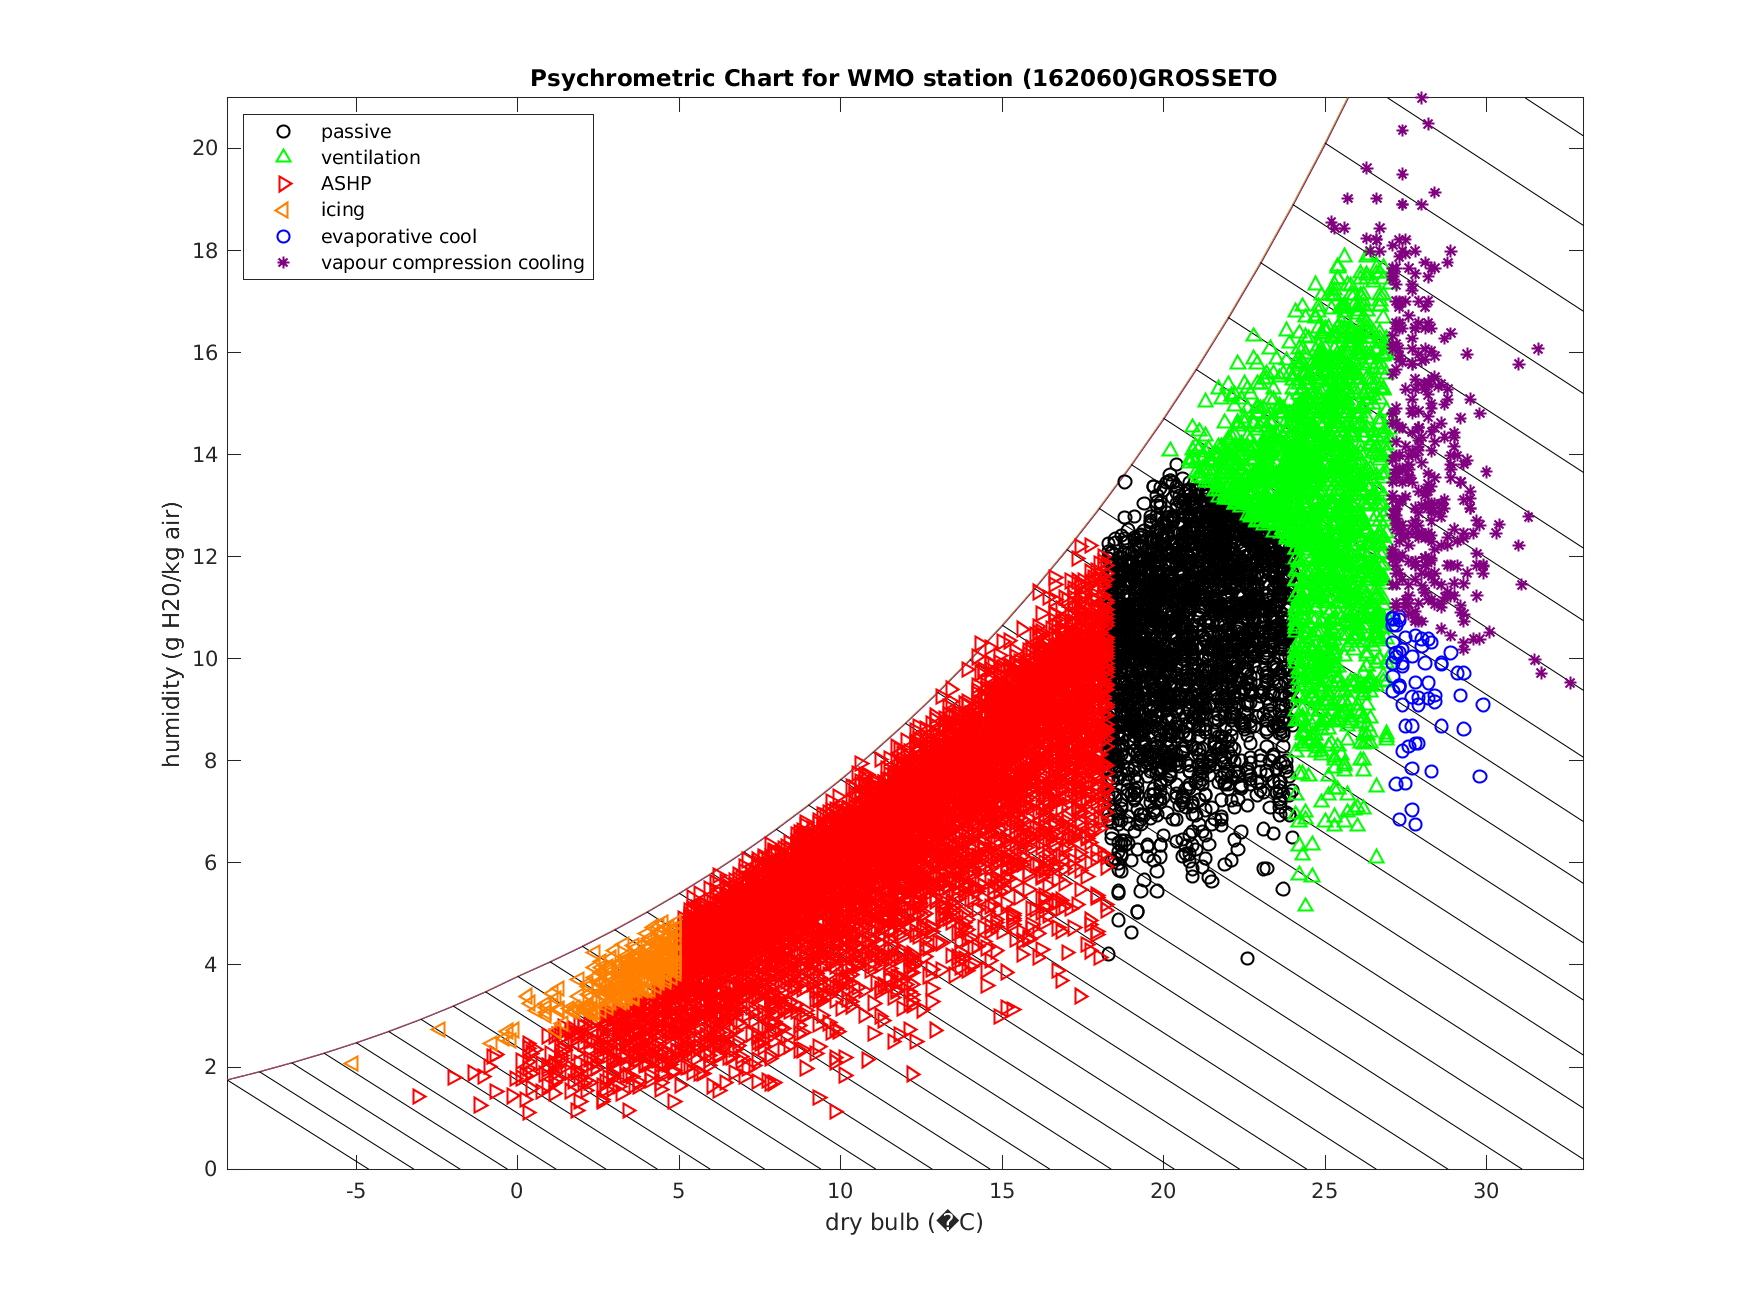 Psychrometric Chart for WMO station (162060)GROSSETO
passive
ventilation
ASHP
icing
evaporative cool
vapour compression cooling
humidity (g H20/kg air)
20
18
16
14
12
10
8
6
4
2
0
-5 0 5 10 15 20 25 30
dry bulb (�C)